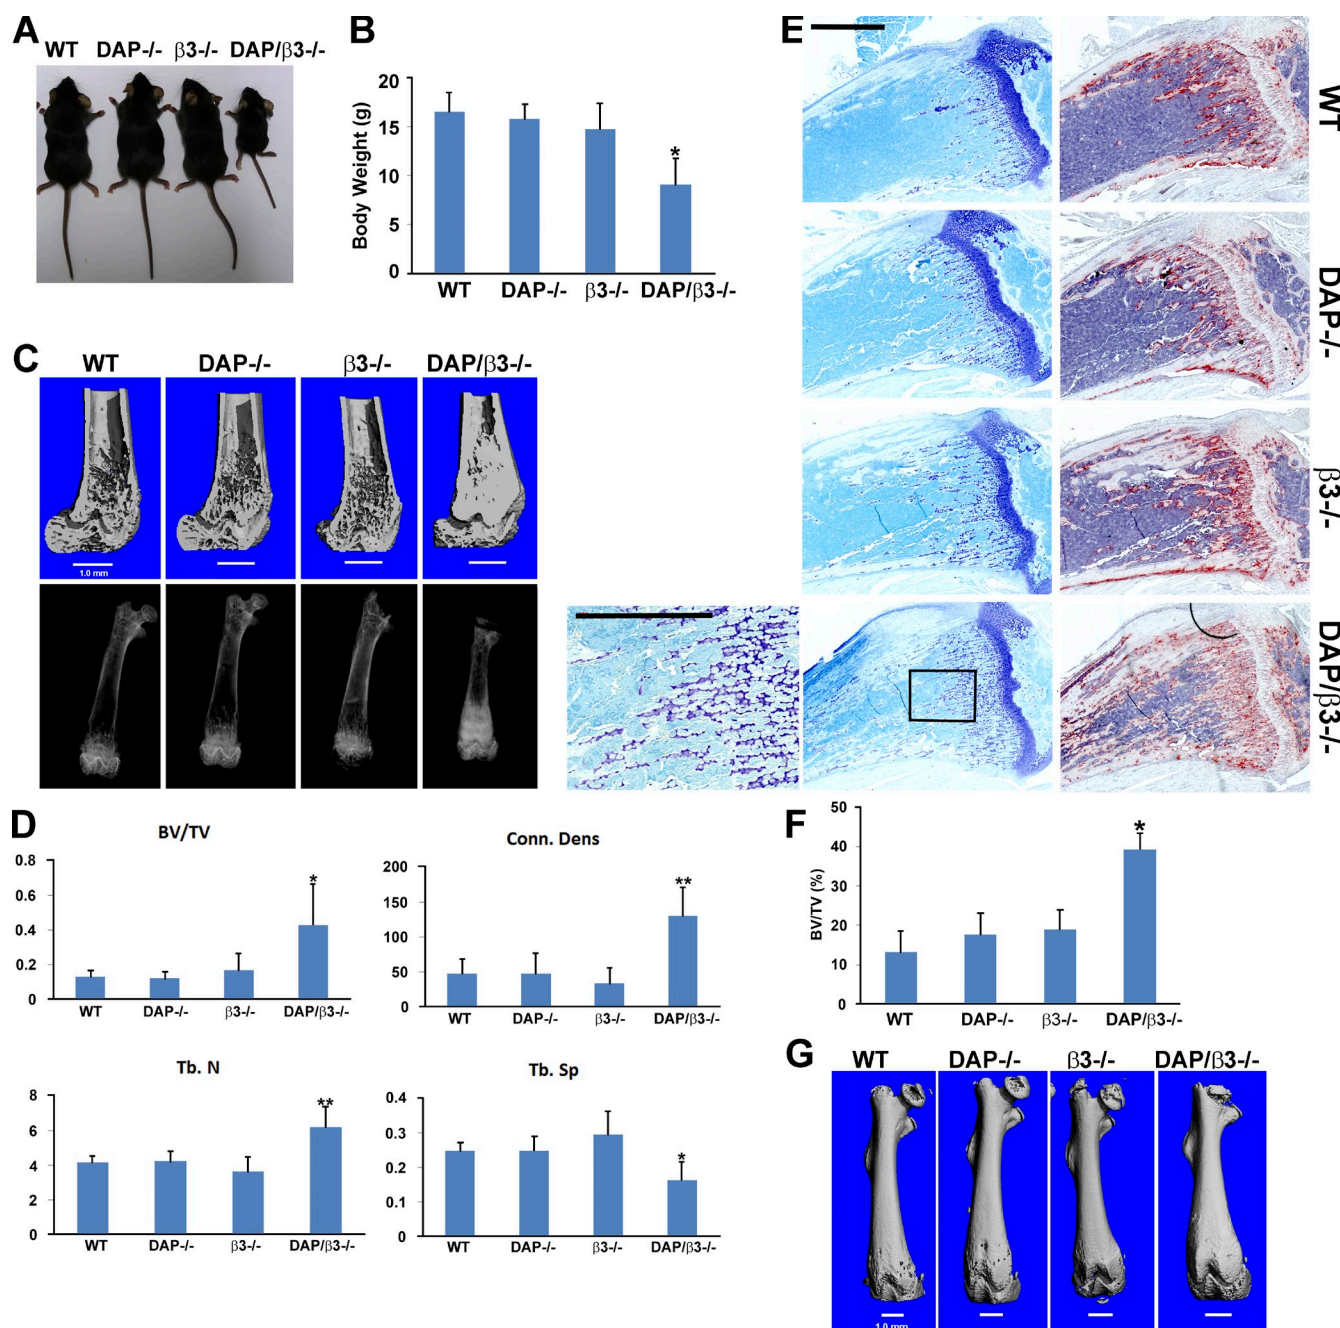 A
WT DAP-/- β3-/- DAP/β3-/-
B
Body Weight (g)
20
15
10
5
0
*
WT DAP-/- β3-/- DAP/β3-/-
C
WT DAP-/- β3-/- DAP/β3-/-
1.0 mm
D
BV/TV
0.8
0.6
0.4
0.2
0
*
WT DAP-/- β3-/- DAP/β3-/-
Conn. Dens
200
150
100
50
0
**
WT DAP-/- β3-/- DAP/β3-/-
Tb. N
8
6
4
2
0
**
WT DAP-/- β3-/- DAP/β3-/-
Tb. Sp
0.4
0.3
0.2
0.1
0
*
WT DAP-/- β3-/- DAP/β3-/-
E
WT
DAP-/-
β3-/-
DAP/β3-/-
F
BV/TV (%)
50
40
30
20
10
0
*
WT DAP-/- β3-/- DAP/β3-/-
G
WT DAP-/- β3-/- DAP/β3-/-
1.0 mm